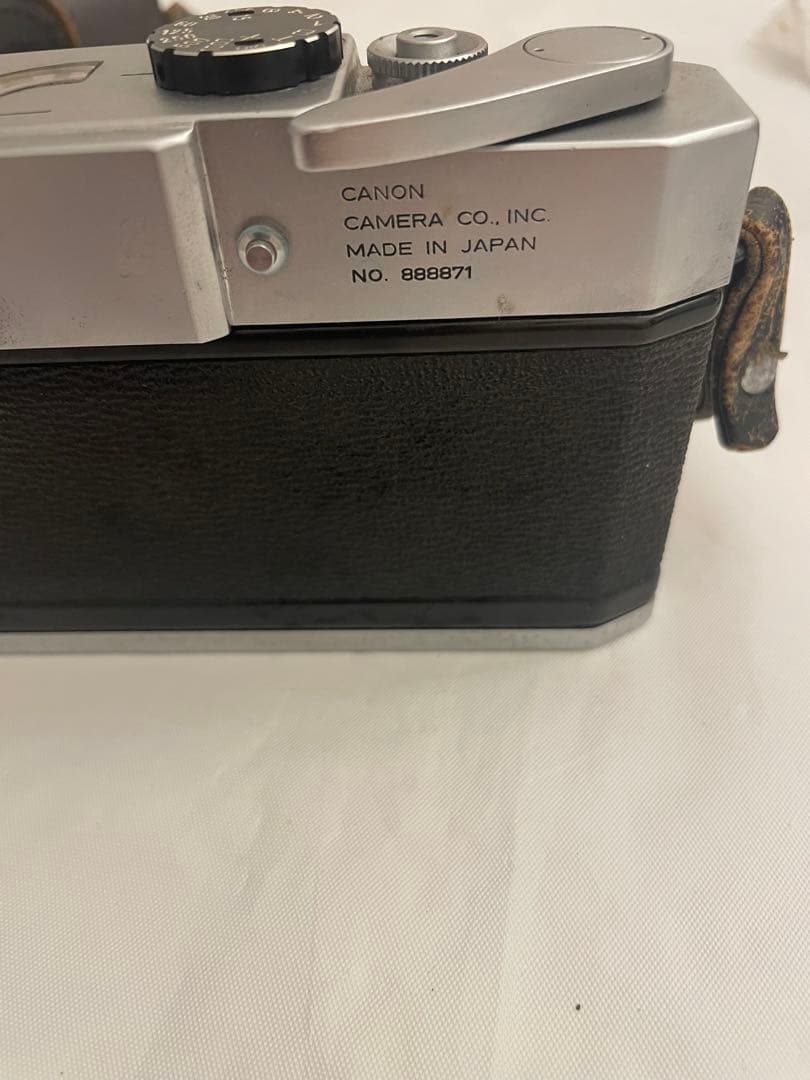 CANON
CAMERA CO., INC.
MADE IN JAPAN
NO. 888871